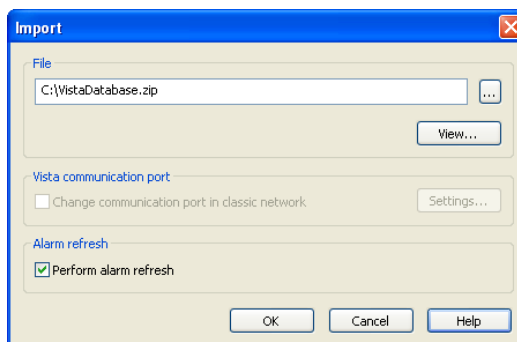 Import
File
C:\VistaDatabase.zip
...
View...
Vista communication port
Change communication port in classic network
Settings...
Alarm refresh
Perform alarm refresh
OK
Cancel
Help